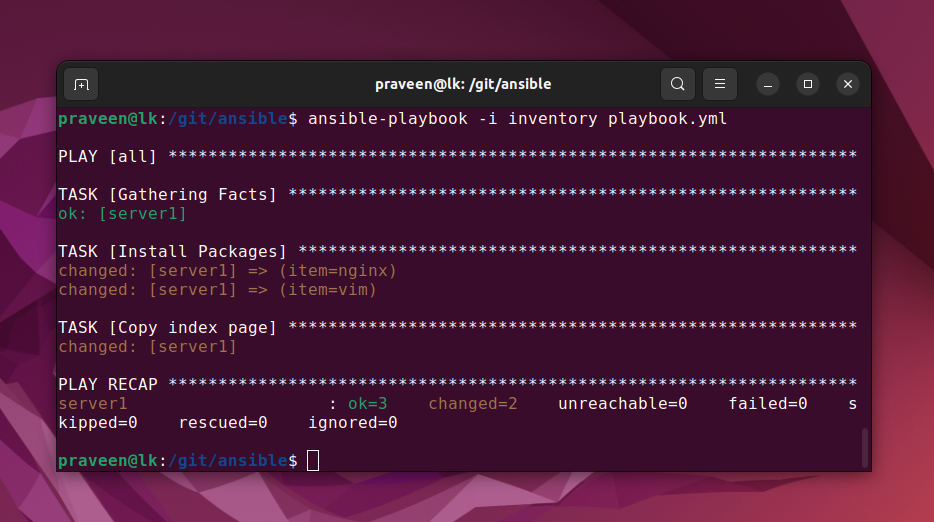 praveen@lk: /git/ansible
praveen@lk:/git/ansible$ ansible-playbook -i inventory playbook.yml
PLAY [all] *********************************************************************
TASK [Gathering Facts] *********************************************************
ok: [server1]
TASK [Install Packages] ********************************************************
changed: [server1] => (item=nginx)
changed: [server1] => (item=vim)
TASK [Copy index page] *********************************************************
changed: [server1]
PLAY RECAP *********************************************************************
server1                    : ok=3    changed=2    unreachable=0    failed=0    s
kipped=0    rescued=0    ignored=0
praveen@lk:/git/ansible$